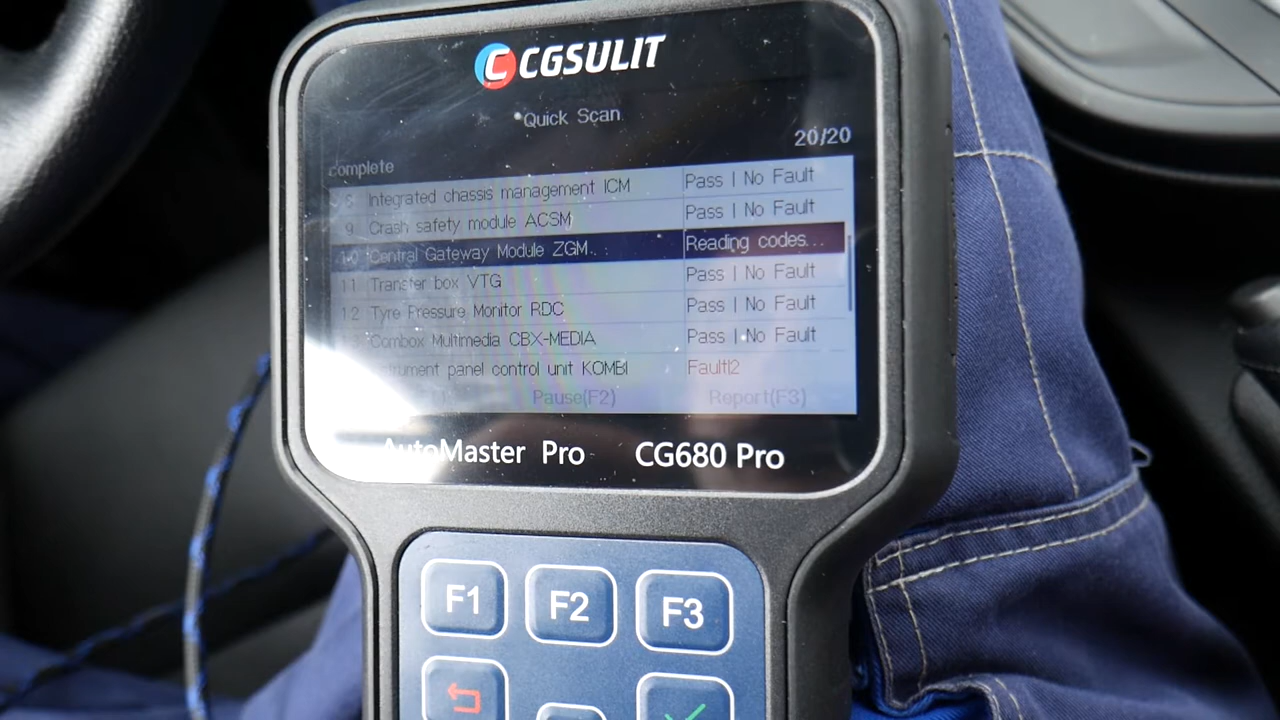 CGSULIT
Quick Scan
20/20
complete
Integrated chassis management ICM Pass | No Fault
9 Crash safety module ACSM Pass | No Fault
10 Central Gateway Module ZGM... Reading codes...
11 Transfer box VTG Pass | No Fault
12 Tyre Pressure Monitor RDC Pass | No Fault
Combox Multimedia CBX-MEDIA Pass | No Fault
panel control unit KOMBI Fault|2
Pause(F2) Report(F3)
AutoMaster Pro CG680 Pro
F1 F2 F3